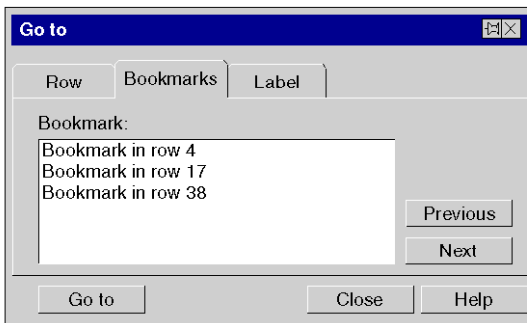 Go to
Row Bookmarks Label
Bookmark:
Bookmark in row 4
Bookmark in row 17
Bookmark in row 38
Previous
Next
Go to Close Help